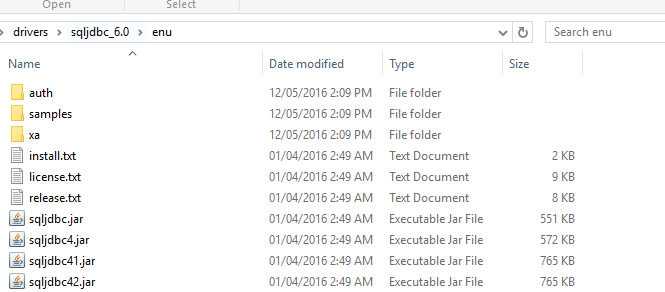 Open Select
drivers sqljdbc_6.0 enu Search enu
Name Date modified Type Size
auth 12/05/2016 2:09 PM File folder
samples 12/05/2016 2:09 PM File folder
xa 12/05/2016 2:09 PM File folder
install.txt 01/04/2016 2:49 AM Text Document 2 KB
license.txt 01/04/2016 2:49 AM Text Document 9 KB
release.txt 01/04/2016 2:49 AM Text Document 8 KB
sqljdbc.jar 01/04/2016 2:49 AM Executable Jar File 551 KB
sqljdbc4.jar 01/04/2016 2:49 AM Executable Jar File 572 KB
sqljdbc41.jar 01/04/2016 2:49 AM Executable Jar File 765 KB
sqljdbc42.jar 01/04/2016 2:49 AM Executable Jar File 765 KB